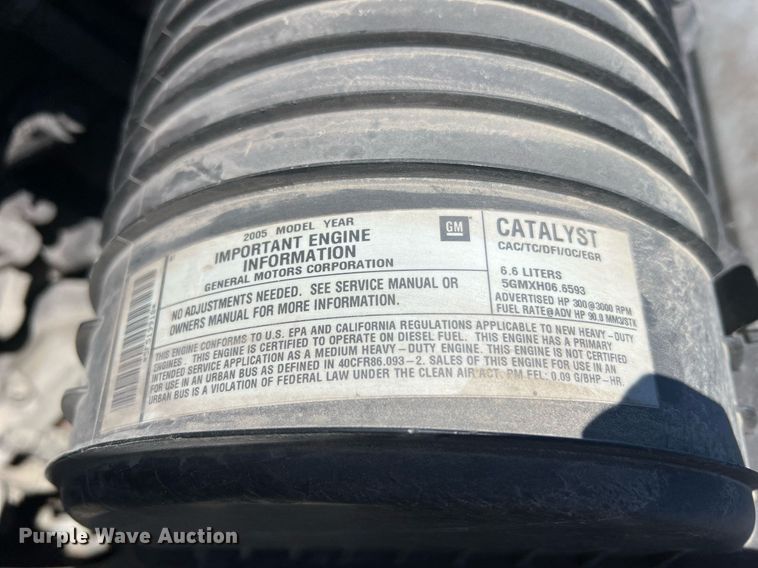 2005 MODEL YEAR
IMPORTANT ENGINE
INFORMATION
GENERAL MOTORS CORPORATION
GM
NO ADJUSTMENTS NEEDED. SEE SERVICE MANUAL OR
OWNERS MANUAL FOR MORE INFORMATION.
CATALYST
CAC/TC/DFI/OC/EGR
6.6 LITERS
5GMXH06.6593
ADVERTISED HP 300@3000 RPM
FUEL RATE@ADV HP 90.0 MM3/STK
THIS ENGINE CONFORMS TO U.S. EPA AND CALIFORNIA REGULATIONS APPLICABLE TO NEW HEAVY-DUTY
ENGINES. THIS ENGINE IS CERTIFIED TO OPERATE ON DIESEL FUEL. THIS ENGINE HAS A PRIMARY
INTENDED SERVICE APPLICATION AS A MEDIUM HEAVY-DUTY ENGINE. THIS ENGINE IS NOT CERTIFIED
FOR USE IN AN URBAN BUS AS DEFINED IN 40CFR86.093-2. SALES OF THIS ENGINE FOR USE IN AN
URBAN BUS IS A VIOLATION OF FEDERAL LAW UNDER THE CLEAN AIR ACT. PM FEL: 0.09 G/BHP-HR.
Purple Wave Auction